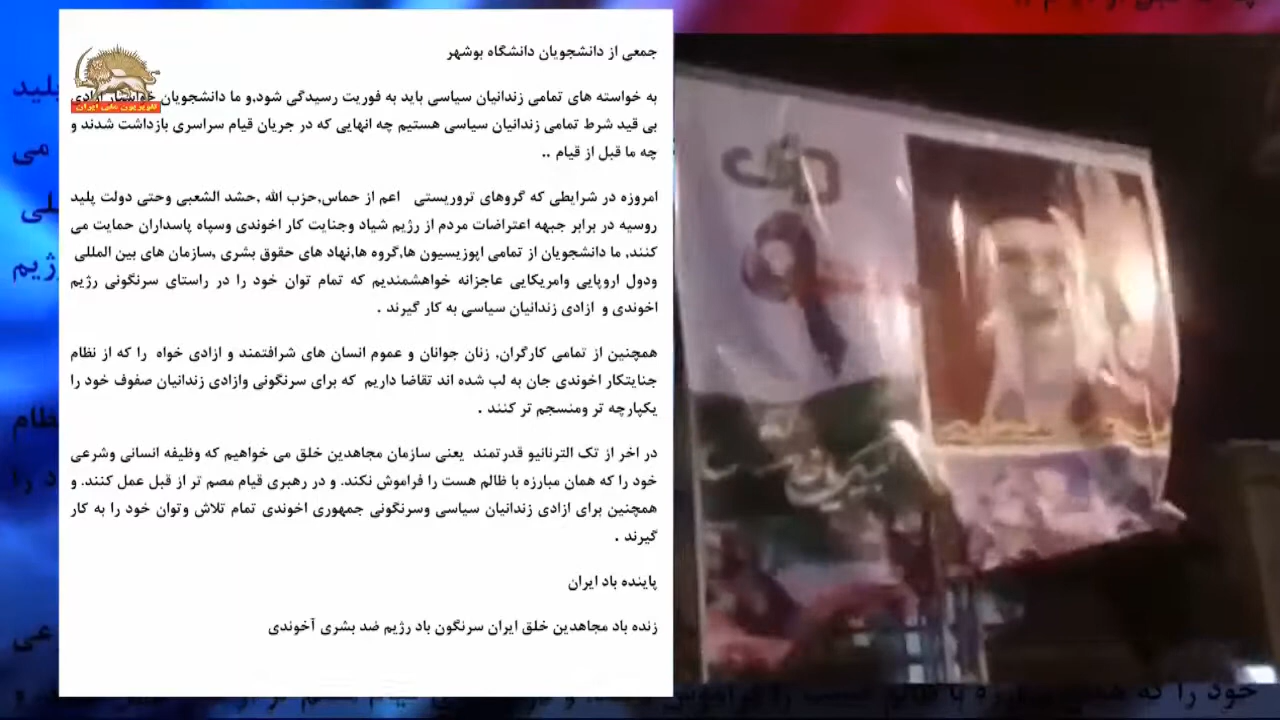 جمعی از دانشجویان دانشگاه بوشهر
به خواسته های تمامی زندانیان سیاسی باید به فوریت رسیدگی شود,و ما دانشجویان خواستار ازادی
بی قید شرط تمامی زندانیان سیاسی هستیم چه انهایی که در جریان قیام سراسری بازداشت شدند و
چه ما قبل از قیام ..
امروزه در شرایطی که گروهای تروریستی اعم از حماس,حزب الله ,حشد الشعبی وحتی دولت پلید
روسیه در برابر جبهه اعتراضات مردم از رژیم شیاد وجنایت کار اخوندی وسپاه پاسداران حمایت می
کنند, ما دانشجویان از تمامی اپوزیسیون ها,گروه ها,نهاد های حقوق بشری ,سازمان های بین المللی
ودول اروپایی وامریکایی عاجزانه خواهشمندیم که تمام توان خود را در راستای سرنگونی رژیم
اخوندی و ازادی زندانیان سیاسی به کار گیرند .
همچنین از تمامی کارگران, زنان جوانان و عموم انسان های شرافتمند و ازادی خواه را که از نظام
جنایتکار اخوندی جان به لب شده اند تقاضا داریم که برای سرنگونی وازادی زندانیان صفوف خود را
یکپارچه تر ومنسجم تر کنند .
در اخر از تک الترناتیو قدرتمند یعنی سازمان مجاهدین خلق می خواهیم که وظیفه انسانی وشرعی
خود را که همان مبارزه با ظالم هست را فراموش نکند. و در رهبری قیام مصم تر از قبل عمل کنند. و
همچنین برای ازادی زندانیان سیاسی وسرنگونی جمهوری اخوندی تمام تلاش وتوان خود را به کار
گیرند .
پاینده باد ایران
زنده باد مجاهدین خلق ایران سرنگون باد رژیم ضد بشری آخوندی
تلویزیون ملی ایران